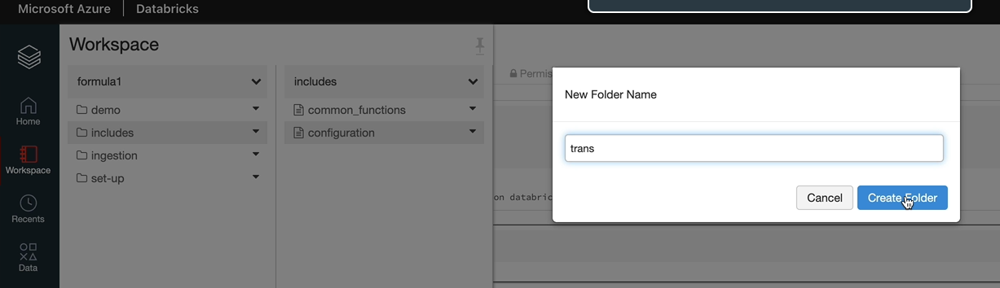 Microsoft Azure | Databricks
Workspace
formula1
includes
demo
common_functions
includes
configuration
ingestion
set-up
Home
Workspace
Recents
Data
Permis
on databric
New Folder Name
trans
Cancel
Create Folder